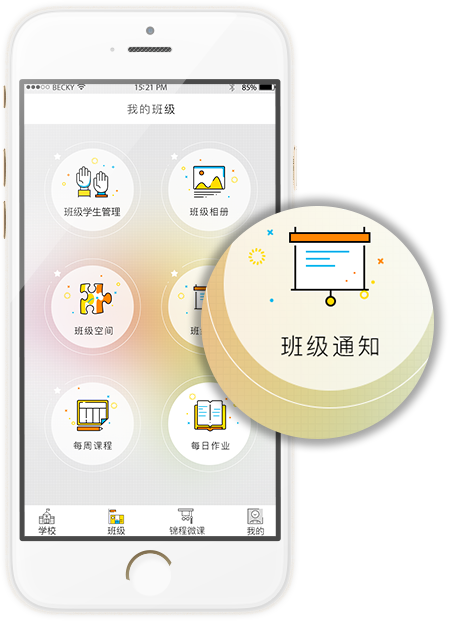 BECKY 15:21 PM 85%
我的班级
班级学生管理 班级相册
班级空间 班级通知
班
每周课程 每日作业
学校 班级 锦程微课 我的